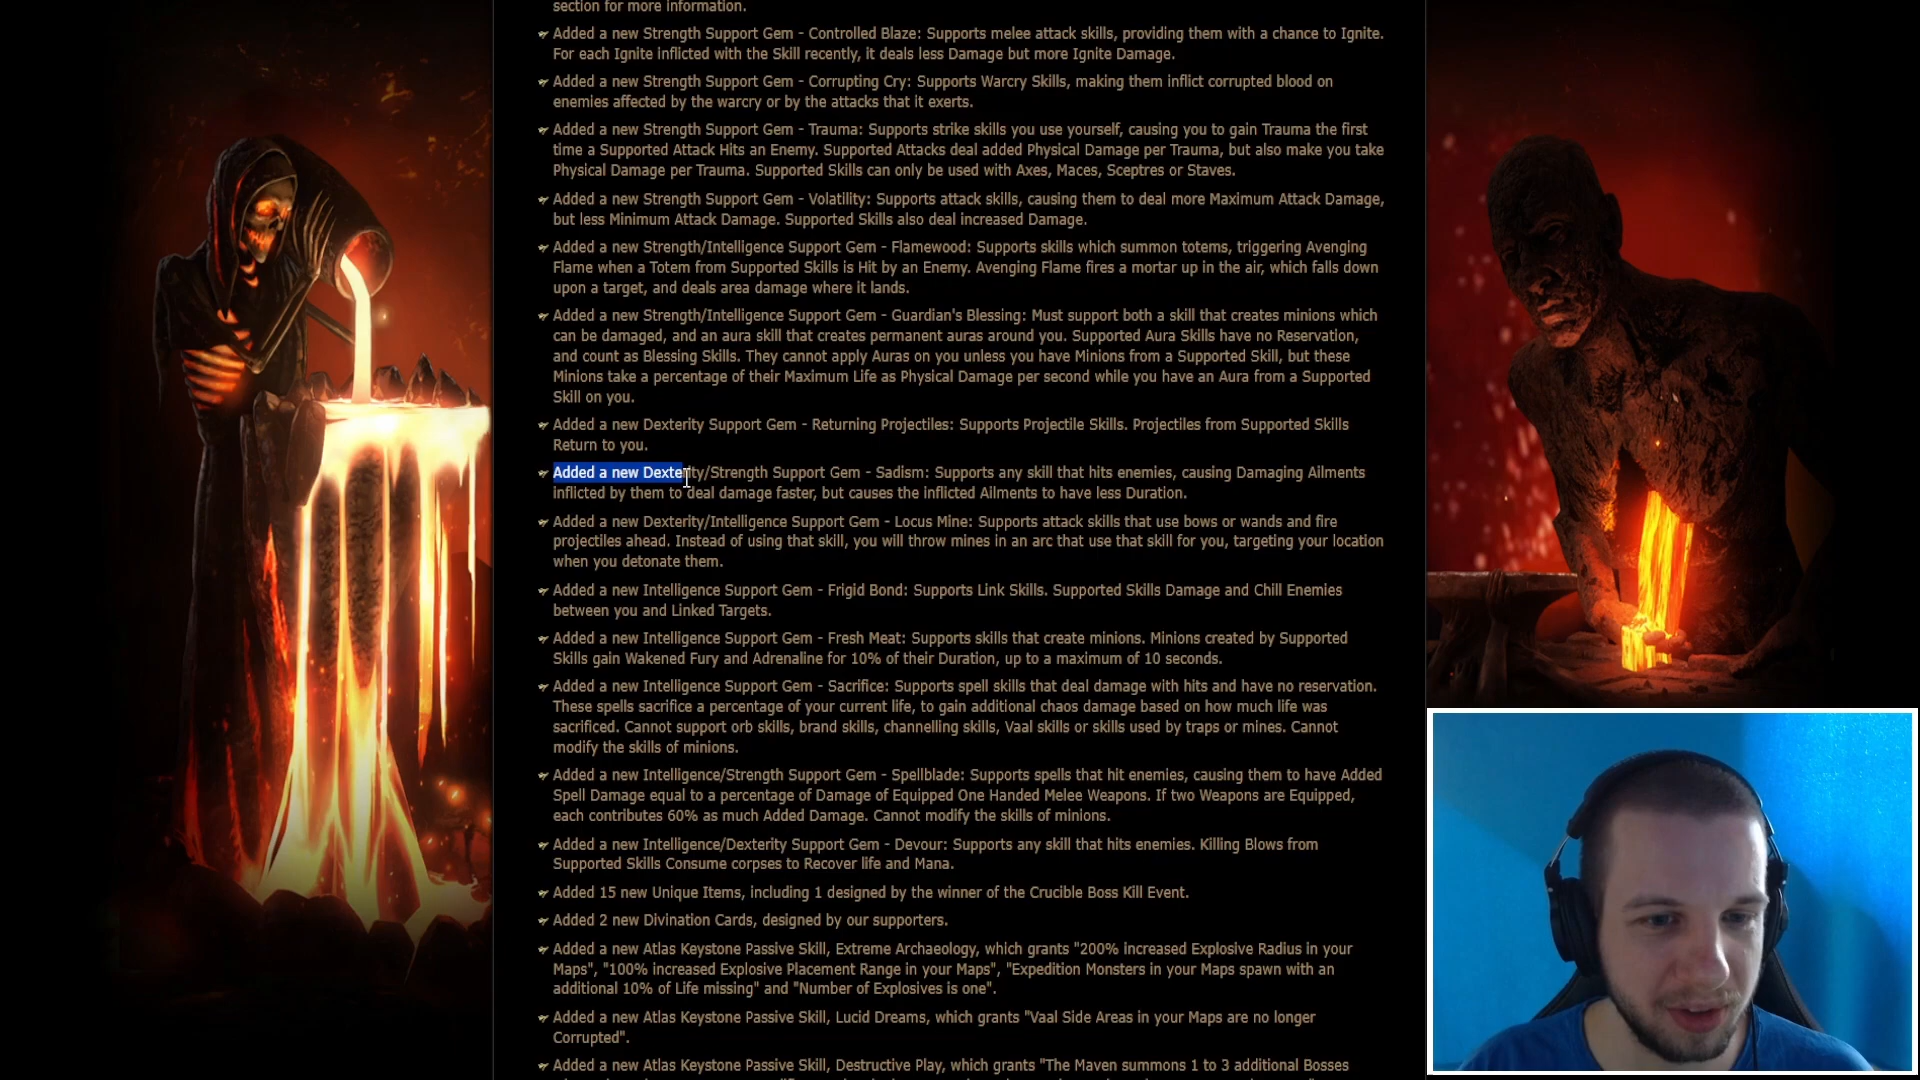 section for more information.
Added a new Strength Support Gem - Controlled Blaze: Supports melee attack skills, providing them with a chance to Ignite.
For each Ignite inflicted with the Skill recently, it deals less Damage but more Ignite Damage.
Added a new Strength Support Gem - Corrupting Cry: Supports Warcry Skills, making them inflict corrupted blood on
enemies affected by the warcry or by the attacks that it exerts.
Added a new Strength Support Gem - Trauma: Supports strike skills you use yourself, causing you to gain Trauma the first
time a Supported Attack Hits an Enemy. Supported Attacks deal added Physical Damage per Trauma, but also make you take
Physical Damage per Trauma. Supported Skills can only be used with Axes, Maces, Sceptres or Staves.
Added a new Strength Support Gem - Volatility: Supports attack skills, causing them to deal more Maximum Attack Damage,
but less Minimum Attack Damage. Supported Skills also deal increased Damage.
Added a new Strength/Intelligence Support Gem - Flamewood: Supports skills which summon totems, triggering Avenging
Flame when a Totem from Supported Skills is Hit by an Enemy. Avenging Flame fires a mortar up in the air, which falls down
upon a target, and deals area damage where it lands.
Added a new Strength/Intelligence Support Gem - Guardian's Blessing: Must support both a skill that creates minions which
can be damaged, and an aura skill that creates permanent auras around you. Supported Aura Skills have no Reservation,
and count as Blessing Skills. They cannot apply Auras on you unless you have Minions from a Supported Skill, but these
Minions take a percentage of their Maximum Life as Physical Damage per second while you have an Aura from a Supported
Skill on you.
Added a new Dexterity Support Gem - Returning Projectiles: Supports Projectile Skills. Projectiles from Supported Skills
Return to you.
Added a new Dexterity/Strength Support Gem - Sadism: Supports any skill that hits enemies, causing Damaging Ailments
inflicted by them to deal damage faster, but causes the inflicted Ailments to have less Duration.
Added a new Dexterity/Intelligence Support Gem - Locus Mine: Supports attack skills that use bows or wands and fire
projectiles ahead. Instead of using that skill, you will throw mines in an arc that use that skill for you, targeting your location
when you detonate them.
Added a new Intelligence Support Gem - Frigid Bond: Supports Link Skills. Supported Skills Damage and Chill Enemies
between you and Linked Targets.
Added a new Intelligence Support Gem - Fresh Meat: Supports skills that create minions. Minions created by Supported
Skills gain Wakened Fury and Adrenaline for 10% of their Duration, up to a maximum of 10 seconds.
Added a new Intelligence Support Gem - Sacrifice: Supports spell skills that deal damage with hits and have no reservation.
These spells sacrifice a percentage of your current life, to gain additional chaos damage based on how much life was
sacrificed. Cannot support orb skills, brand skills, channelling skills, Vaal skills or skills used by traps or mines. Cannot
modify the skills of minions.
Added a new Intelligence/Strength Support Gem - Spellblade: Supports spells that hit enemies, causing them to have Added
Spell Damage equal to a percentage of Damage of Equipped One Handed Melee Weapons. If two Weapons are Equipped,
each contributes 60% as much Added Damage. Cannot modify the skills of minions.
Added a new Intelligence/Dexterity Support Gem - Devour: Supports any skill that hits enemies. Killing Blows from
Supported Skills Consume corpses to Recover life and Mana.
Added 15 new Unique Items, including 1 designed by the winner of the Crucible Boss Kill Event.
Added 2 new Divination Cards, designed by our supporters.
Added a new Atlas Keystone Passive Skill, Extreme Archaeology, which grants "200% increased Explosive Radius in your
Maps", "100% increased Explosive Placement Range in your Maps", "Expedition Monsters in your Maps spawn with an
additional 10% of Life missing" and "Number of Explosives is one".
Added a new Atlas Keystone Passive Skill, Lucid Dreams, which grants "Vaal Side Areas in your Maps are no longer
Corrupted".
Added a new Atlas Keystone Passive Skill, Destructive Play, which grants "The Maven summons 1 to 3 additional Bosses